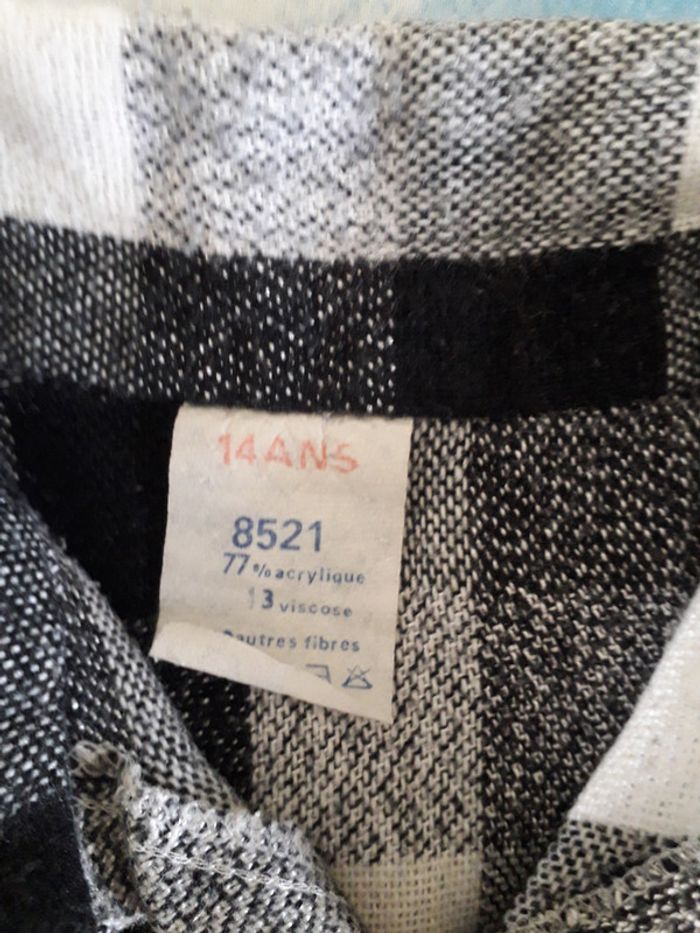 14ANS
8521
77% acrylique
13 viscose
autres fibres